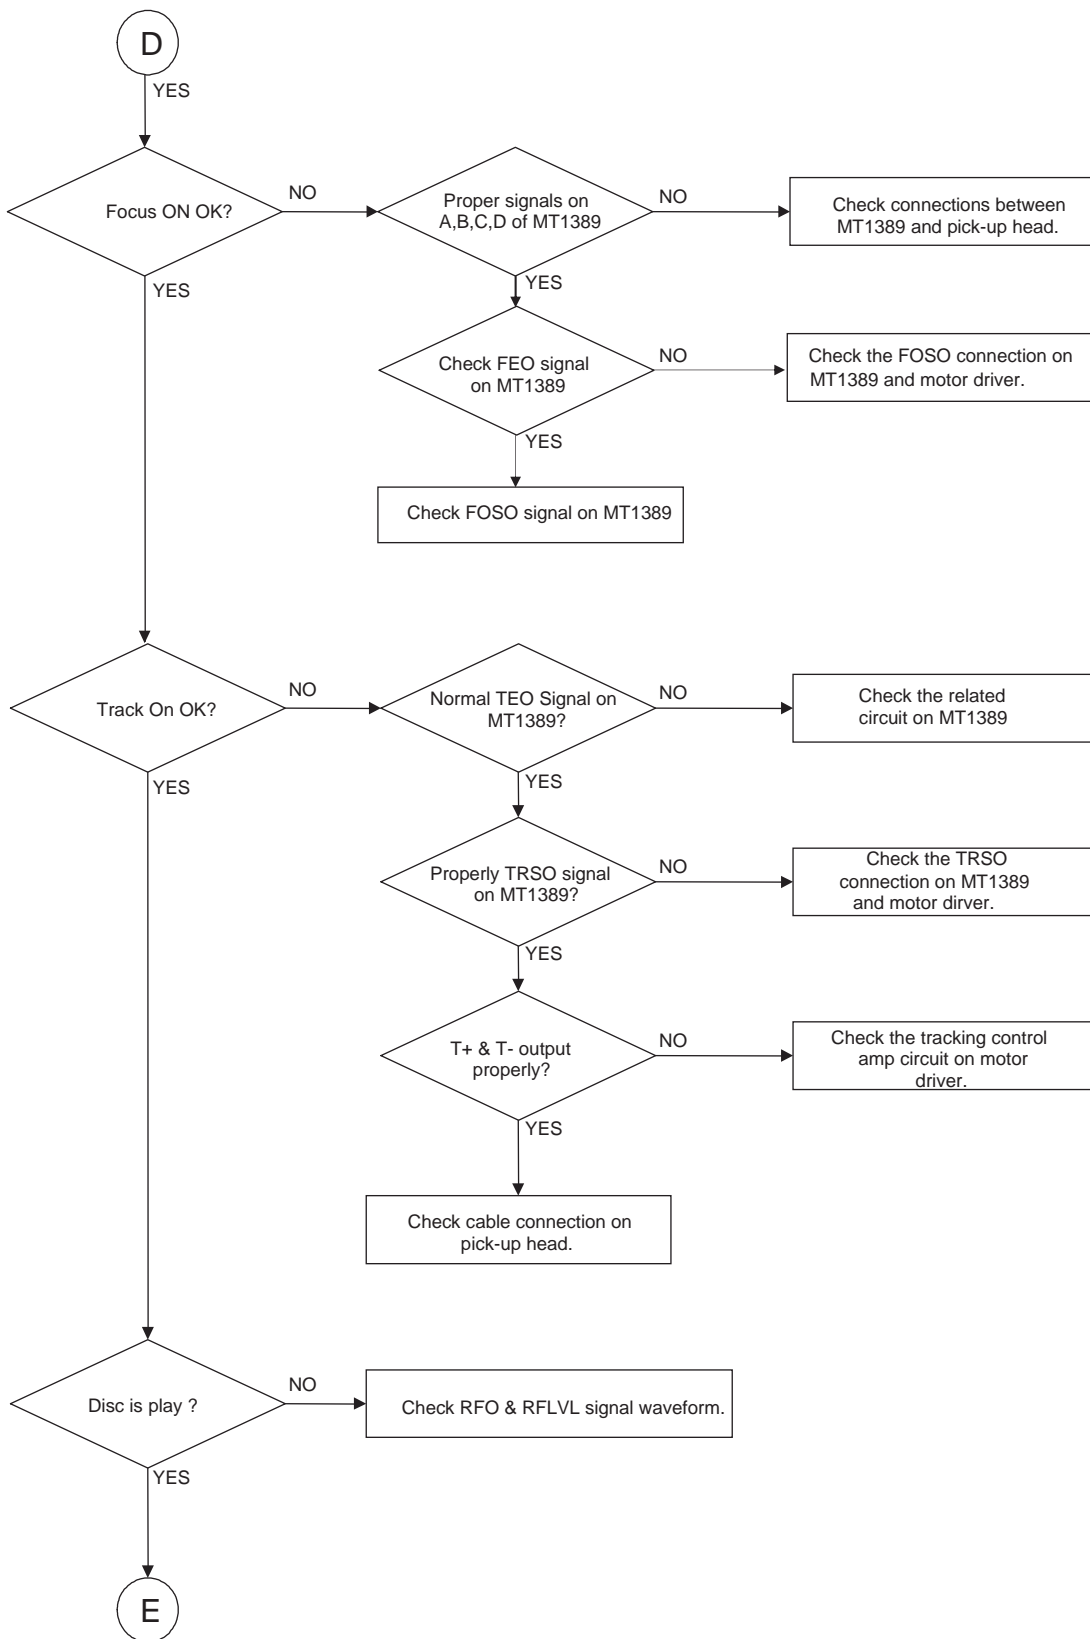 D
YES
Focus ON OK?
NO
Proper signals on
A,B,C,D of MT1389
NO
Check connections between
MT1389 and pick-up head.
YES
YES
Check FEO signal
on MT1389
NO
Check the FOSO connection on
MT1389 and motor driver.
YES
Check FOSO signal on MT1389
Track On OK?
NO
Normal TEO Signal on
MT1389?
NO
Check the related
circuit on MT1389
YES
YES
Properly TRSO signal
on MT1389?
NO
Check the TRSO
connection on MT1389
and motor dirver.
YES
T+ & T- output
properly?
NO
Check the tracking control
amp circuit on motor
driver.
YES
Check cable connection on
pick-up head.
Disc is play ?
NO
Check RFO & RFLVL signal waveform.
YES
E